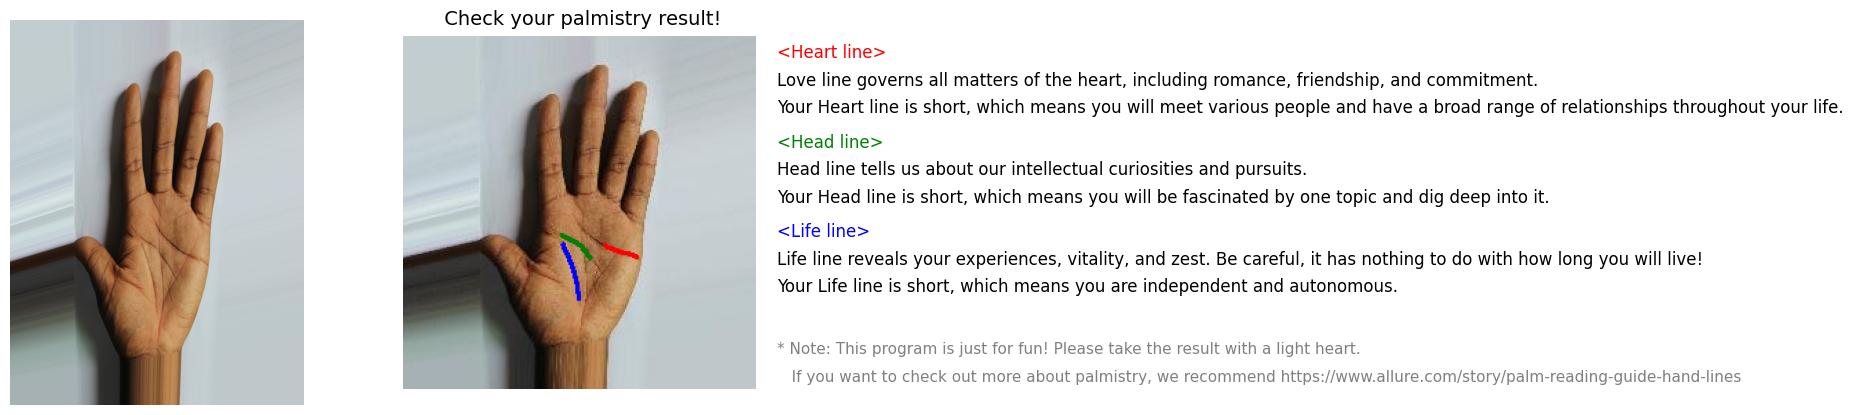 Check your palmistry result!
<Heart line>
Love line governs all matters of the heart, including romance, friendship, and commitment.
Your Heart line is short, which means you will meet various people and have a broad range of relationships throughout your life.
<Head line>
Head line tells us about our intellectual curiosities and pursuits.
Your Head line is short, which means you will be fascinated by one topic and dig deep into it.
<Life line>
Life line reveals your experiences, vitality, and zest. Be careful, it has nothing to do with how long you will live!
Your Life line is short, which means you are independent and autonomous.
* Note: This program is just for fun! Please take the result with a light heart.
If you want to check out more about palmistry, we recommend https://www.allure.com/story/palm-reading-guide-hand-lines